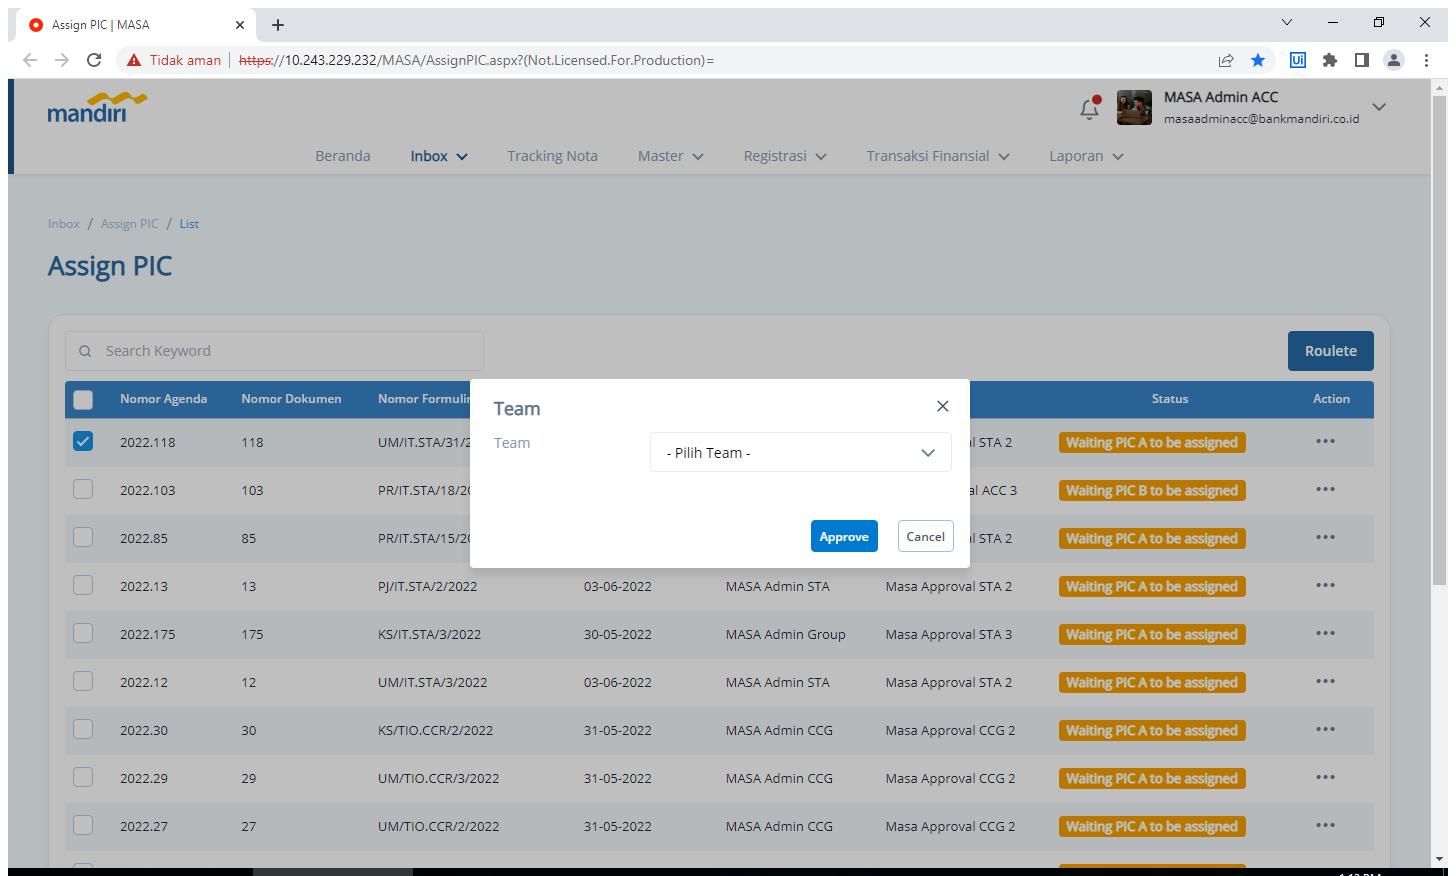 Assign PIC | MASA
Tidak aman | https://10.243.229.232/MASA/AssignPIC.aspx?(Not.Licensed.For.Production)=
mandiri
MASA Admin ACC
masaadminacc@bankmandiri.co.id
Beranda Inbox Tracking Nota Master Registrasi Transaksi Finansial Laporan
Inbox / Assign PIC / List
Assign PIC
Search Keyword
Roulete
Nomor Agenda Nomor Dokumen Nomor Formulir Status Action
Team
Team
- Pilih Team -
Approve Cancel
2022.118 118 UM/IT.STA/31/2 STA 2 Waiting PIC A to be assigned
2022.103 103 PR/IT.STA/18/20 ACC 3 Waiting PIC B to be assigned
2022.85 85 PR/IT.STA/15/20 STA 2 Waiting PIC A to be assigned
2022.13 13 PJ/IT.STA/2/2022 03-06-2022 MASA Admin STA Masa Approval STA 2 Waiting PIC A to be assigned
2022.175 175 KS/IT.STA/3/2022 30-05-2022 MASA Admin Group Masa Approval STA 3 Waiting PIC A to be assigned
2022.12 12 UM/IT.STA/3/2022 03-06-2022 MASA Admin STA Masa Approval STA 2 Waiting PIC A to be assigned
2022.30 30 KS/TIO.CCR/2/2022 31-05-2022 MASA Admin CCG Masa Approval CCG 2 Waiting PIC A to be assigned
2022.29 29 UM/TIO.CCR/3/2022 31-05-2022 MASA Admin CCG Masa Approval CCG 2 Waiting PIC A to be assigned
2022.27 27 UM/TIO.CCR/2/2022 31-05-2022 MASA Admin CCG Masa Approval CCG 2 Waiting PIC A to be assigned